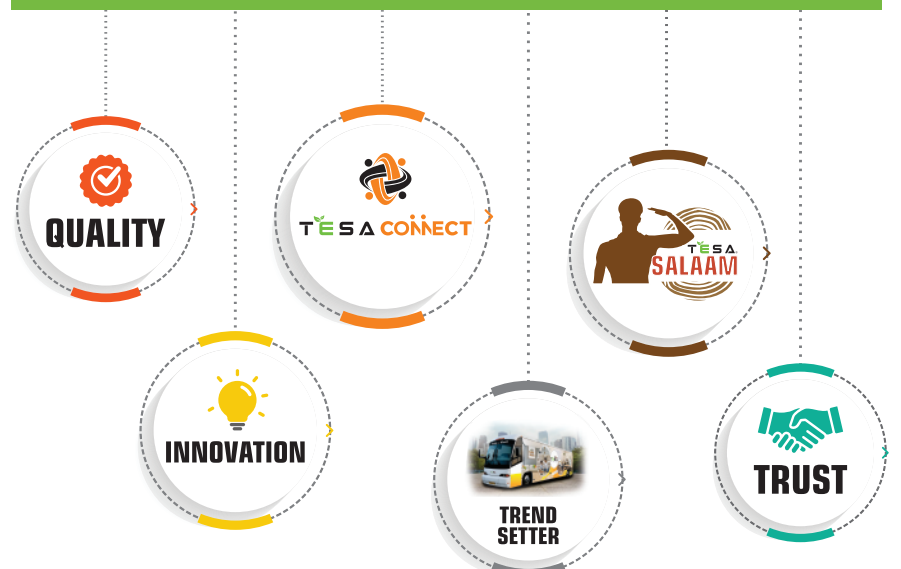 QUALITY
TESA CONNECT
TESA
SALAAM
INNOVATION
TREND
SETTER
TRUST